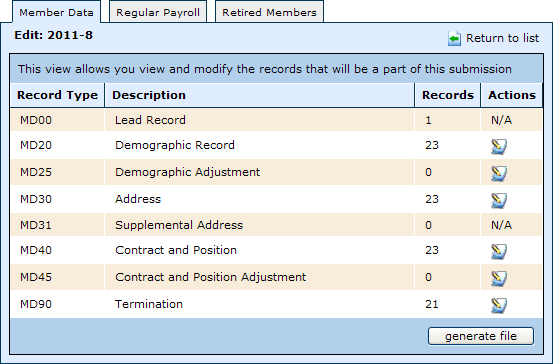 Member Data Regular Payroll Retired Members
Edit: 2011-8 Return to list
This view allows you view and modify the records that will be a part of this submission
Record Type Description Records Actions
MD00 Lead Record 1 N/A
MD20 Demographic Record 23
MD25 Demographic Adjustment 0
MD30 Address 23
MD31 Supplemental Address 0 N/A
MD40 Contract and Position 23
MD45 Contract and Position Adjustment 0
MD90 Termination 21
generate file